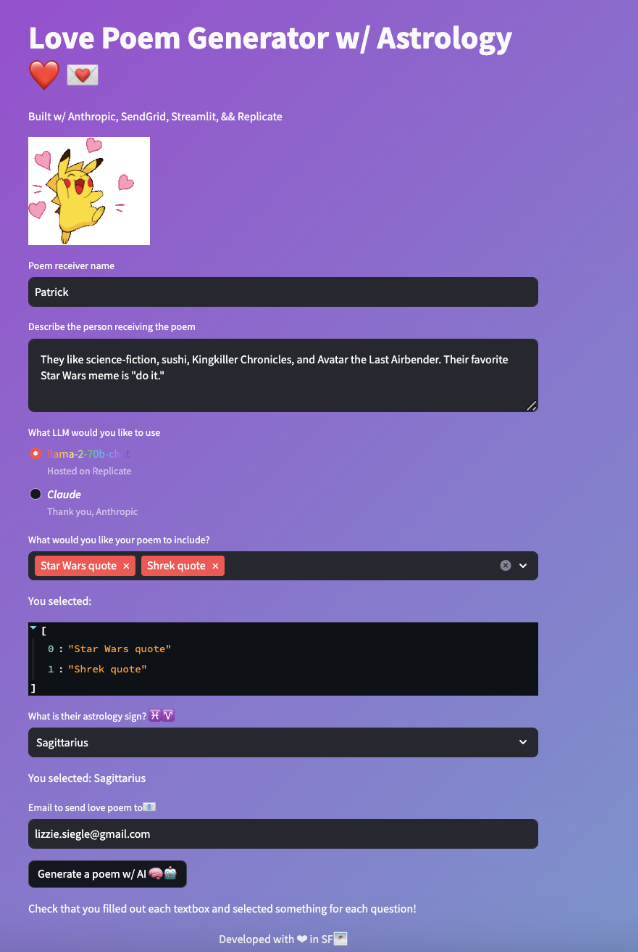 Love Poem Generator w/ Astrology
❤️ 💌
Built w/ Anthropic, SendGrid, Streamlit, && Replicate
Poem receiver name
Patrick
Describe the person receiving the poem
They like science-fiction, sushi, Kingkiller Chronicles, and Avatar the Last Airbender. Their favorite
Star Wars meme is "do it."
What LLM would you like to use
llama-2-70b-chat
Hosted on Replicate
Claude
Thank you, Anthropic
What would you like your poem to include?
Star Wars quote × Shrek quote ×
You selected:
[
0 : "Star Wars quote"
1 : "Shrek quote"
]
What is their astrology sign? ♓♈
Sagittarius
You selected: Sagittarius
Email to send love poem to📧
lizzie.siegle@gmail.com
Generate a poem w/ AI 🧠🤖
Check that you filled out each textbox and selected something for each question!
Developed with ❤ in SF